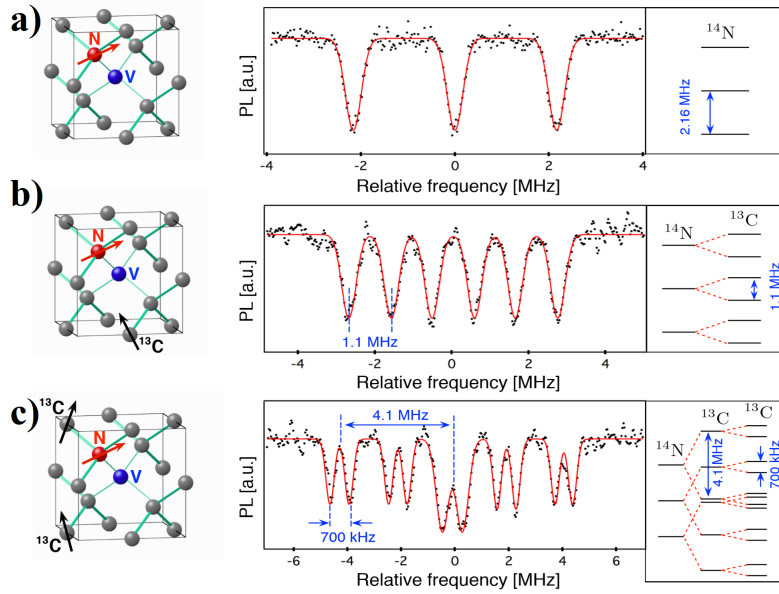 a)
N
V
PL [a.u.]
-4 -2 0 2 4
Relative frequency [MHz]
14N
2.16 MHz
b)
N
V
13C
PL [a.u.]
1.1 MHz
-4 -2 0 2 4
Relative frequency [MHz]
14N
13C
1.1 MHz
c)
13C
N
V
13C
PL [a.u.]
4.1 MHz
700 kHz
-6 -4 -2 0 2 4 6
Relative frequency [MHz]
14N
13C
13C
4.1 MHz
700 kHz